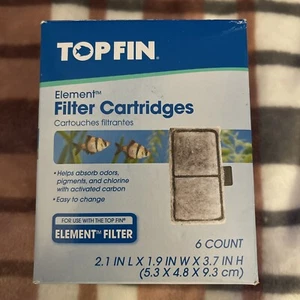 TOPFIN®
Element™
Filter Cartridges
Cartouches filtrantes
• Helps absorb odors,
pigments, and chlorine
with activated carbon
• Easy to change
FOR USE WITH THE TOP FIN®
ELEMENT™ FILTER
6 COUNT
2.1 IN L X 1.9 IN W X 3.7 IN H
(5.3 X 4.8 X 9.3 cm)